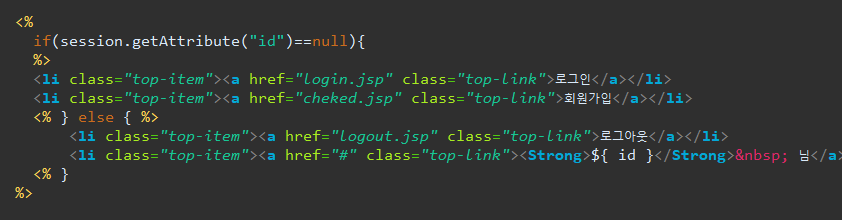 <%
if(session.getAttribute("id")==null){
%>
<li class="top-item"><a href="login.jsp" class="top-link">로그인</a></li>
<li class="top-item"><a href="cheked.jsp" class="top-link">회원가입</a></li>
<% } else { %>
<li class="top-item"><a href="logout.jsp" class="top-link">로그아웃</a></li>
<li class="top-item"><a href="#" class="top-link"><Strong>${ id }</Strong>&nbsp; 님</a>
<% }
%>